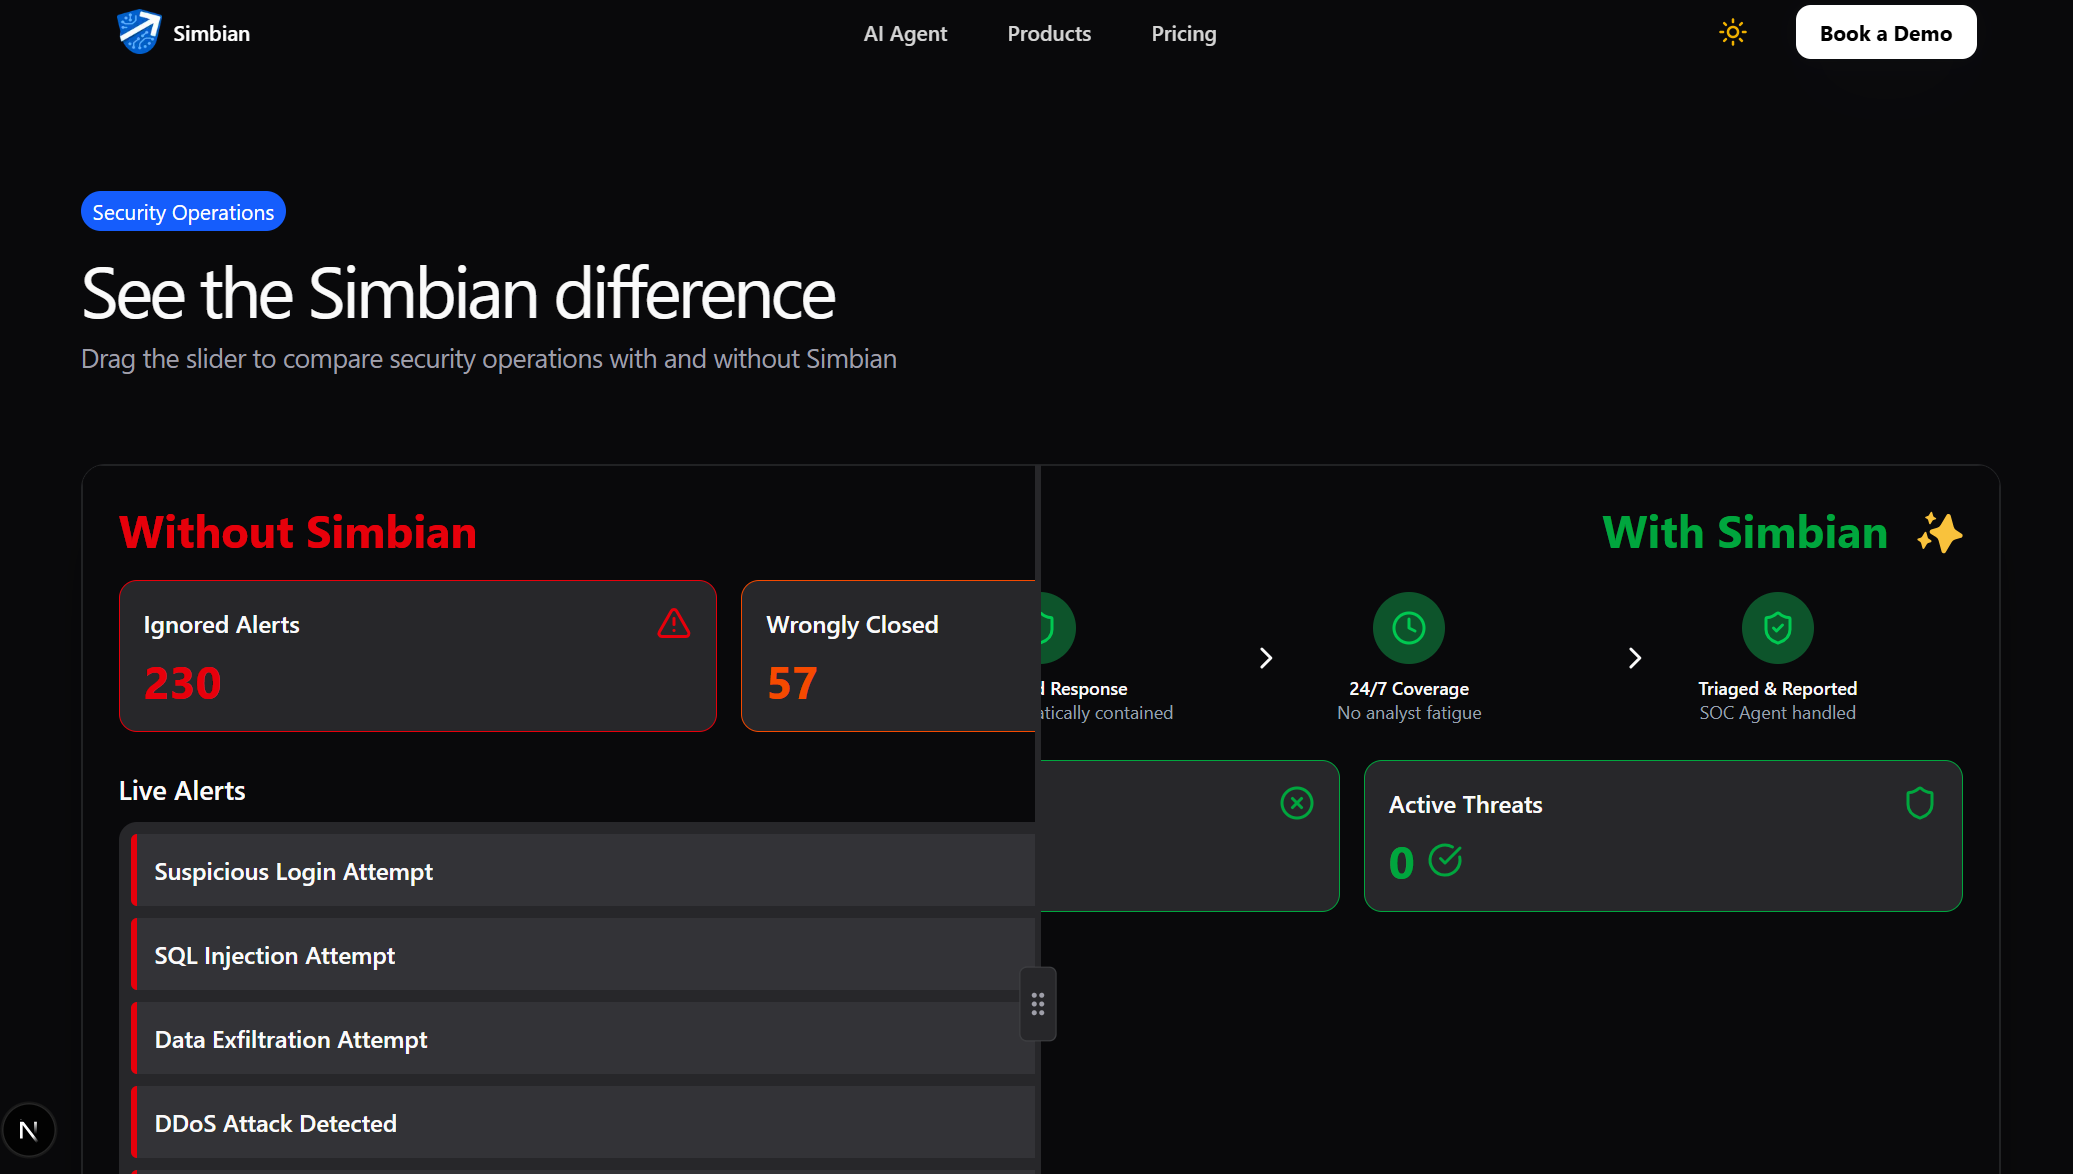 Simbian
AI Agent
Products
Pricing
Book a Demo
Security Operations
See the Simbian difference
Drag the slider to compare security operations with and without Simbian
Without Simbian
Ignored Alerts
230
Wrongly Closed
57
Live Alerts
Suspicious Login Attempt
SQL Injection Attempt
Data Exfiltration Attempt
DDoS Attack Detected
With Simbian
Response
contained
24/7 Coverage
No analyst fatigue
Triaged & Reported
SOC Agent handled
Active Threats
0
N